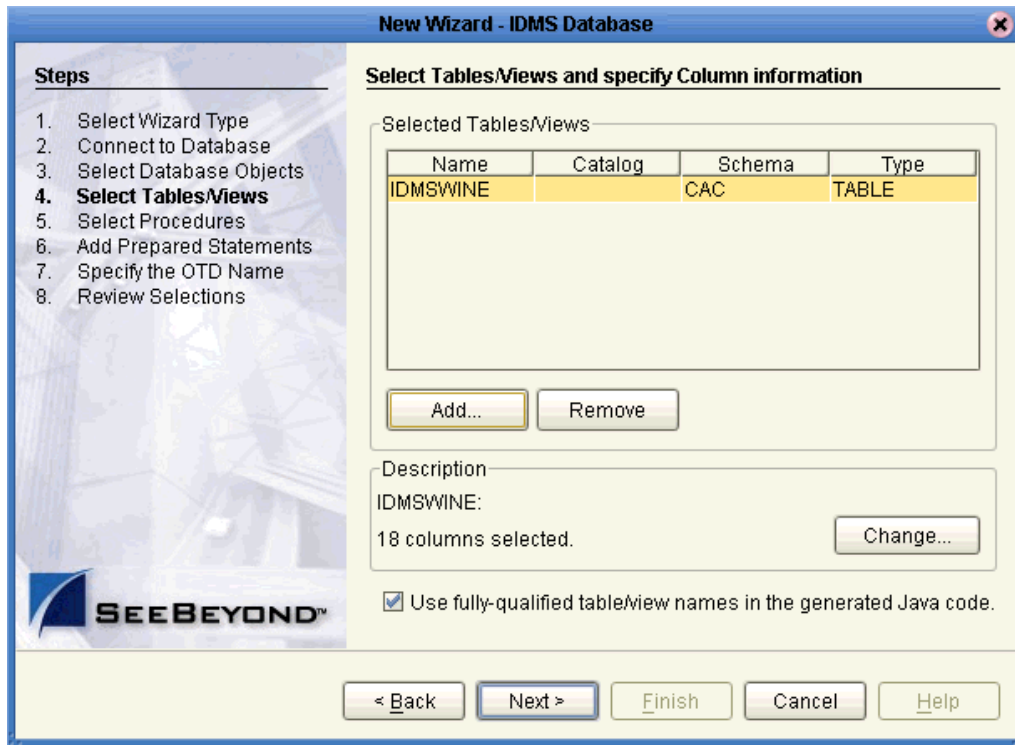 New Wizard - IDMS Database
Steps
1. Select Wizard Type
2. Connect to Database
3. Select Database Objects
4. Select Tables/Views
5. Select Procedures
6. Add Prepared Statements
7. Specify the OTD Name
8. Review Selections
SEEBEYOND™
Select Tables/Views and specify Column information
Selected Tables/Views
Name Catalog Schema Type
IDMSWINE CAC TABLE
Add... Remove
Description
IDMSWINE:
18 columns selected.
Change...
Use fully-qualified table/view names in the generated Java code.
< Back Next > Finish Cancel Help